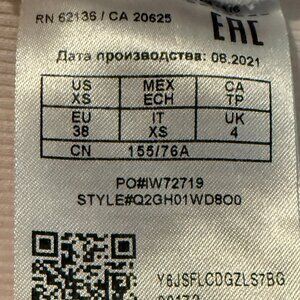 RN 62136 / CA 20625
EAC
Дата производства: 08.2021
US MEX CA
XS ECH TP
EU IT UK
38 XS 4
CN 155/76A
PO#IW72719
STYLE#Q2GH01WD8O0
Y6JSFLCDGZLS7BG